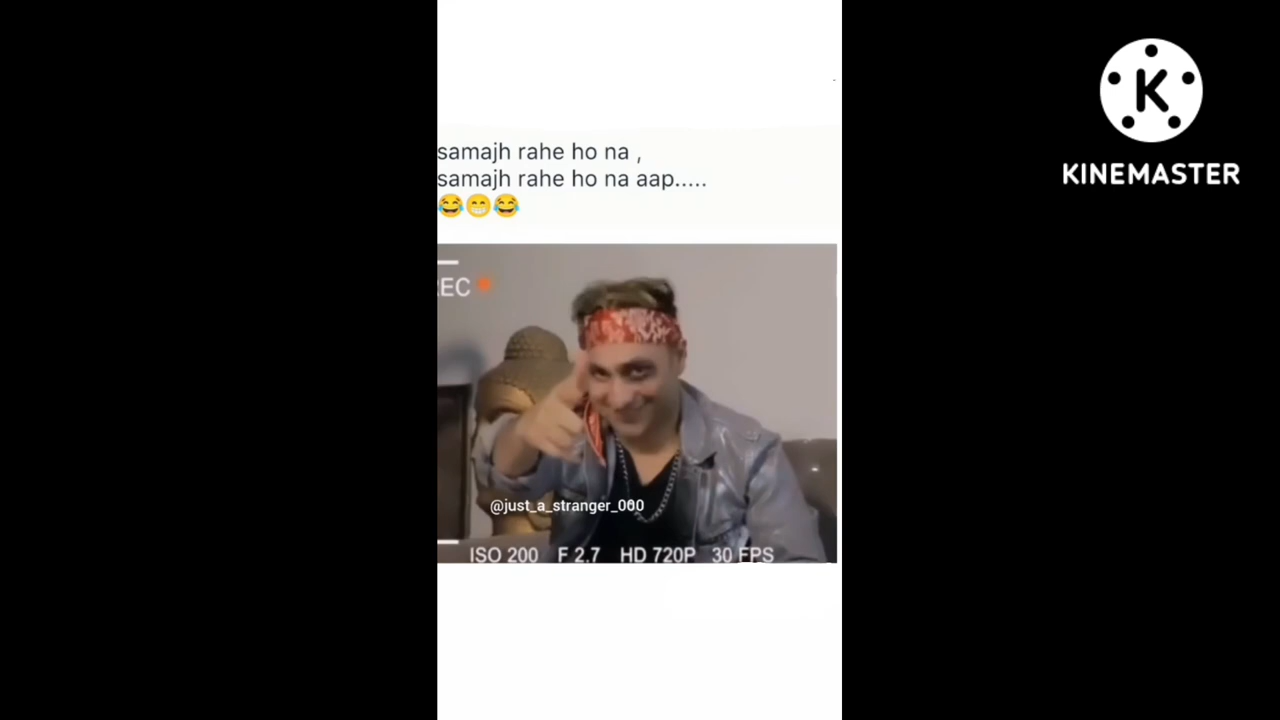 samajh rahe ho na ,
samajh rahe ho na aap.....
😂😁😂
REC
@just_a_stranger_000
ISO 200 F 2.7 HD 720P 30 FPS
K
KINEMASTER